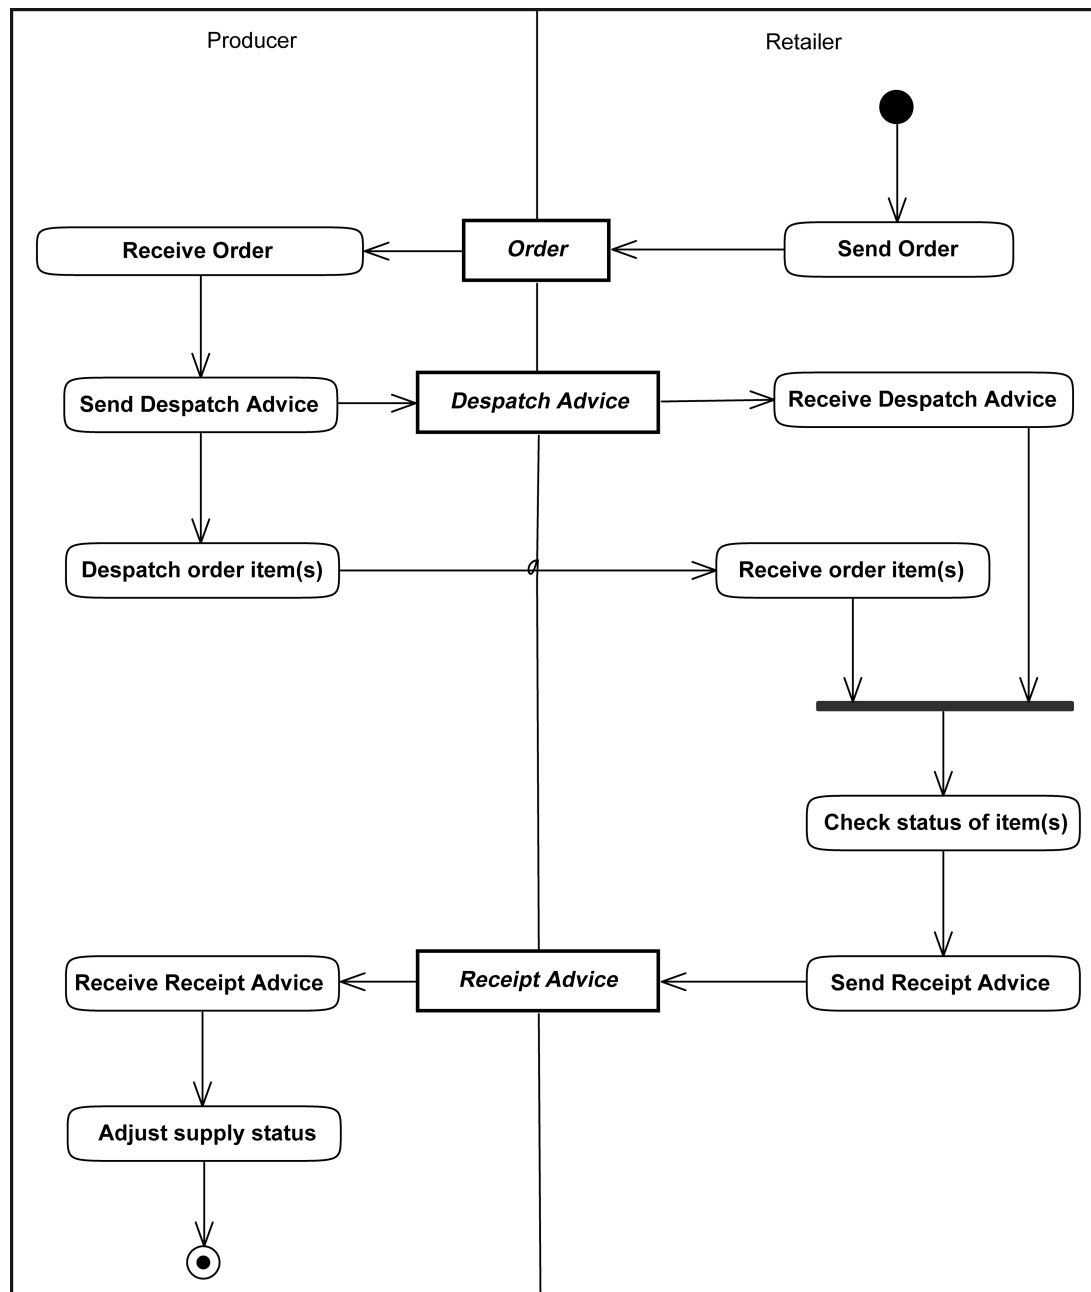 Producer
Retailer
Receive Order
Order
Send Order
Send Despatch Advice
Despatch Advice
Receive Despatch Advice
Despatch order item(s)
Receive order item(s)
Check status of item(s)
Receive Receipt Advice
Receipt Advice
Send Receipt Advice
Adjust supply status